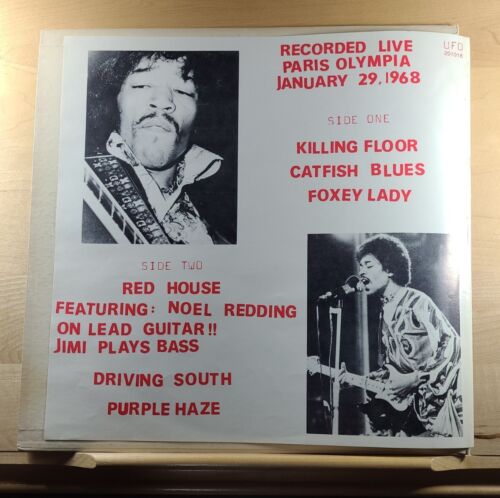 RECORDED LIVE
PARIS OLYMPIA
JANUARY 29, 1968
UFO
SIDE ONE
KILLING FLOOR
CATFISH BLUES
FOXEY LADY
SIDE TWO
RED HOUSE
FEATURING: NOEL REDDING
ON LEAD GUITAR!!
JIMI PLAYS BASS
DRIVING SOUTH
PURPLE HAZE